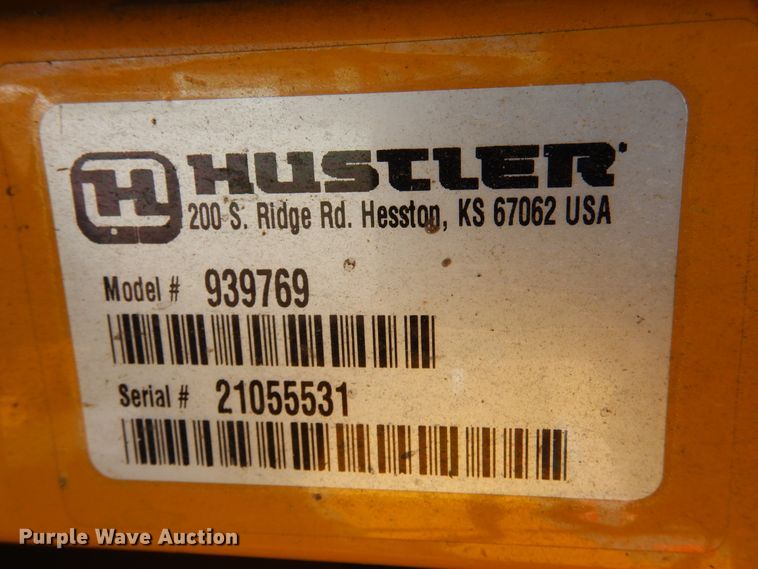 H HUSTLER
200 S. Ridge Rd. Hesston, KS 67062 USA
Model # 939769
Serial # 21055531
Purple Wave Auction